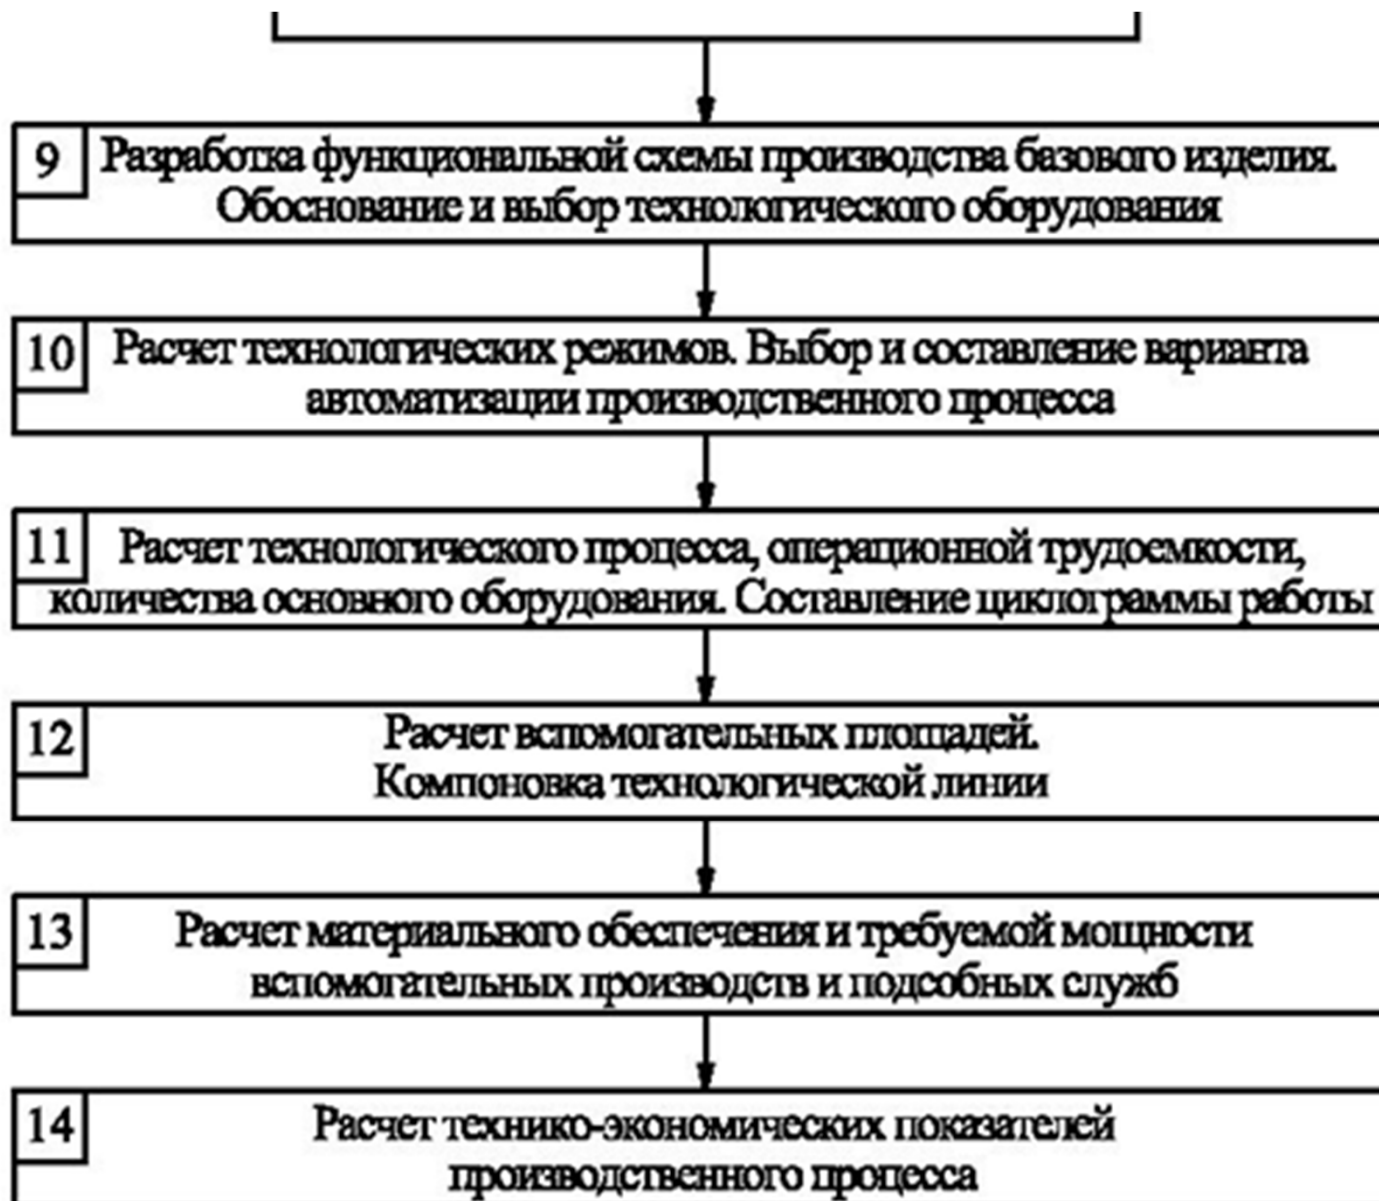 9
Разработка функциональной схемы производства базового изделия.
Обоснование и выбор технологического оборудования
10
Расчет технологических режимов. Выбор и составление варианта
автоматизации производственного процесса
11
Расчет технологического процесса, операционной трудоемкости,
количества основного оборудования. Составление циклограммы работы
12
Расчет вспомогательных площадей.
Компоновка технологической линии
13
Расчет материального обеспечения и требуемой мощности
вспомогательных производств и подсобных служб
14
Расчет технико-экономических показателей
производственного процесса